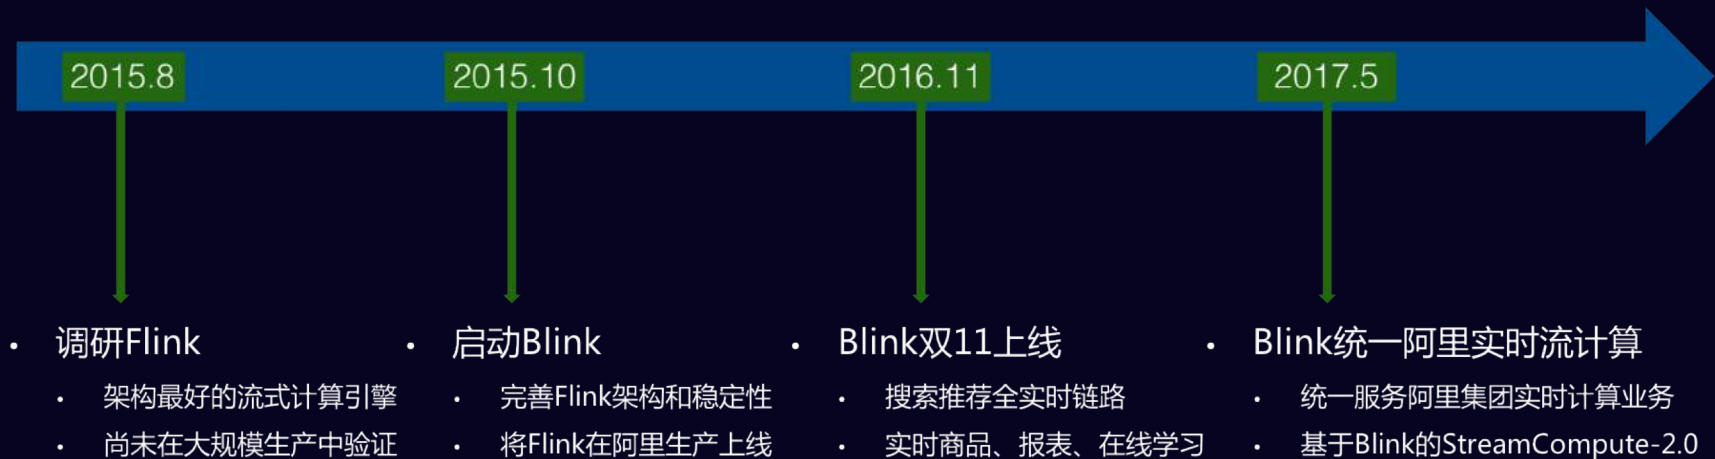 2015.8
2015.10
2016.11
2017.5
• 调研Flink
• 架构最好的流式计算引擎
• 尚未在大规模生产中验证
• 启动Blink
• 完善Flink架构和稳定性
• 将Flink在阿里生产上线
• Blink双11上线
• 搜索推荐全实时链路
• 实时商品、报表、在线学习
• Blink统一阿里实时流计算
• 统一服务阿里集团实时计算业务
• 基于Blink的StreamCompute-2.0